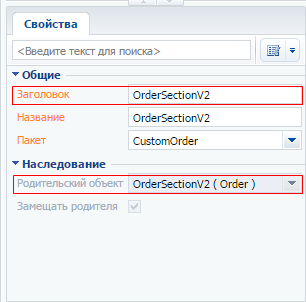 Свойства
<Введите текст для поиска>
Общие
Заголовок OrderSectionV2
Название OrderSectionV2
Пакет CustomOrder
Наследование
Родительский объект OrderSectionV2 ( Order )
Замещать родителя